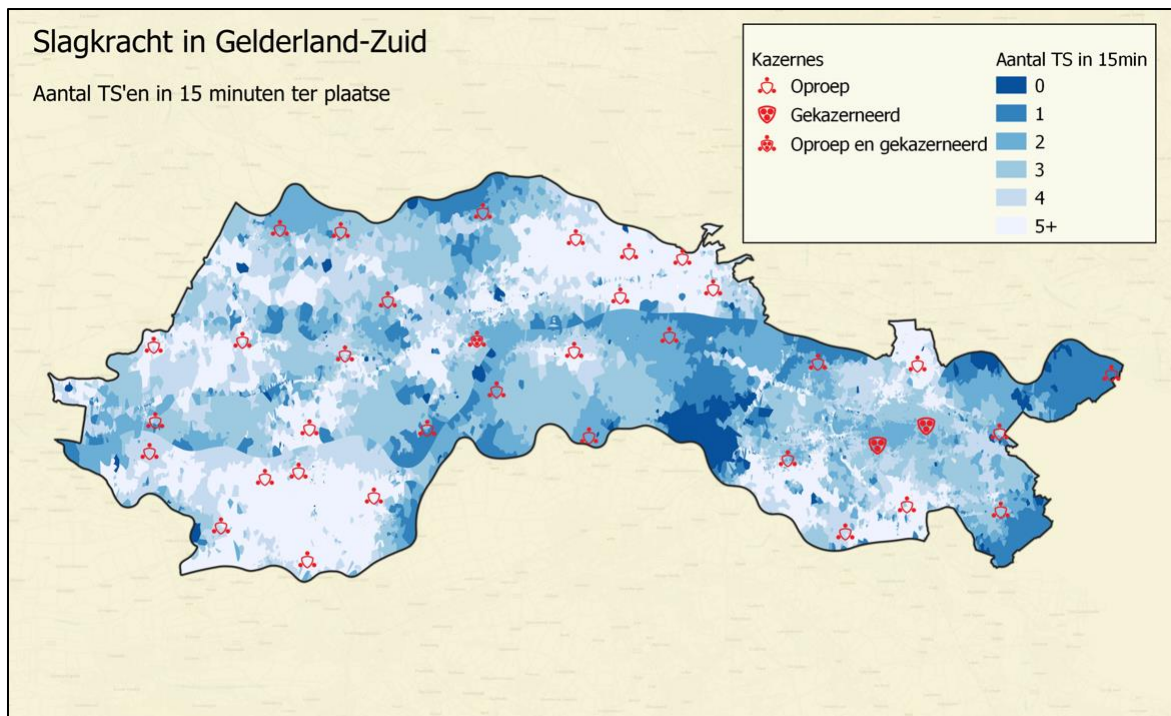 Slagkracht in Gelderland-Zuid
Aantal TS'en in 15 minuten ter plaatse
Kazernes
Oproep
Gekazerneerd
Oproep en gekazerneerd
Aantal TS in 15min
0
1
2
3
4
5+